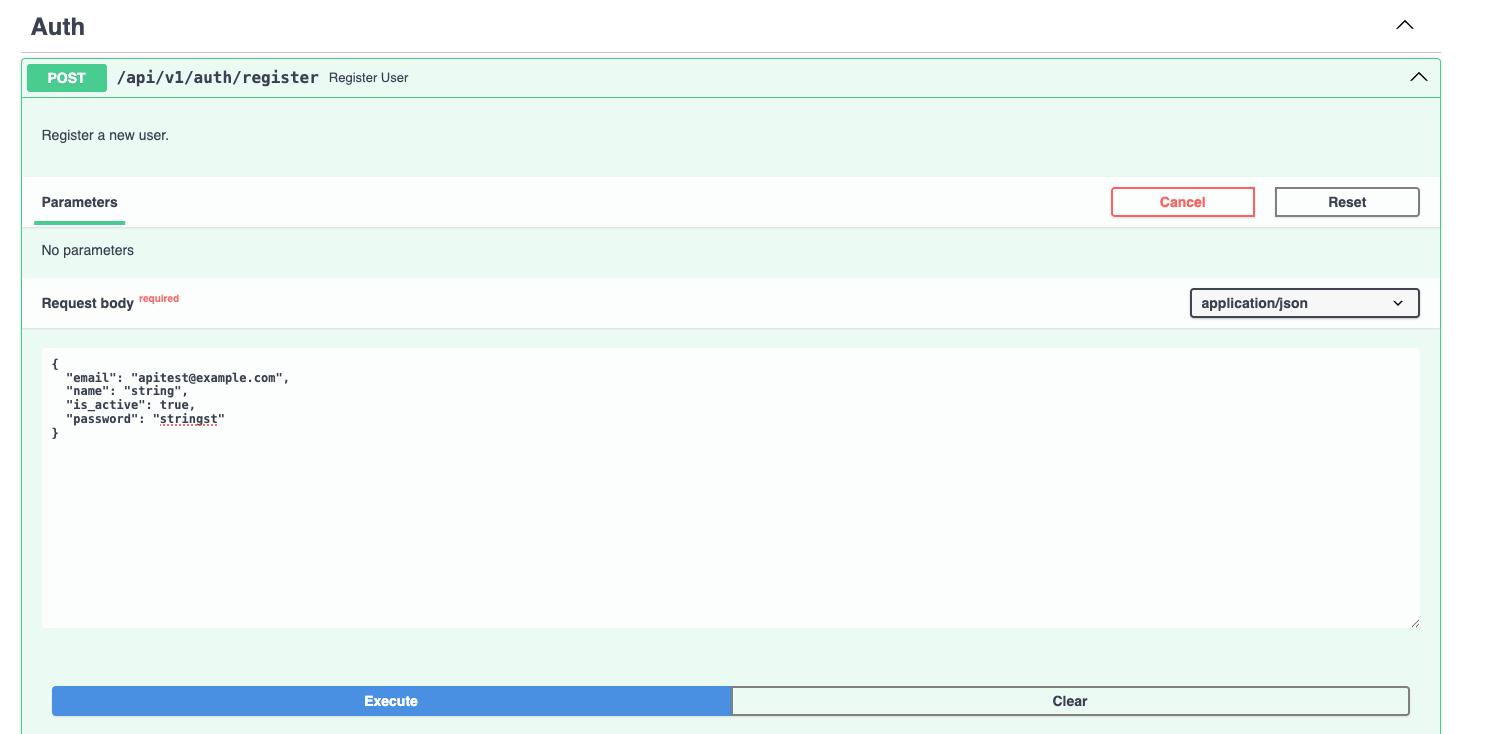 Auth
POST /api/v1/auth/register Register User
Register a new user.
Parameters Cancel Reset
No parameters
Request body required application/json
{
  "email": "apitest@example.com",
  "name": "string",
  "is_active": true,
  "password": "stringst"
}
Execute Clear